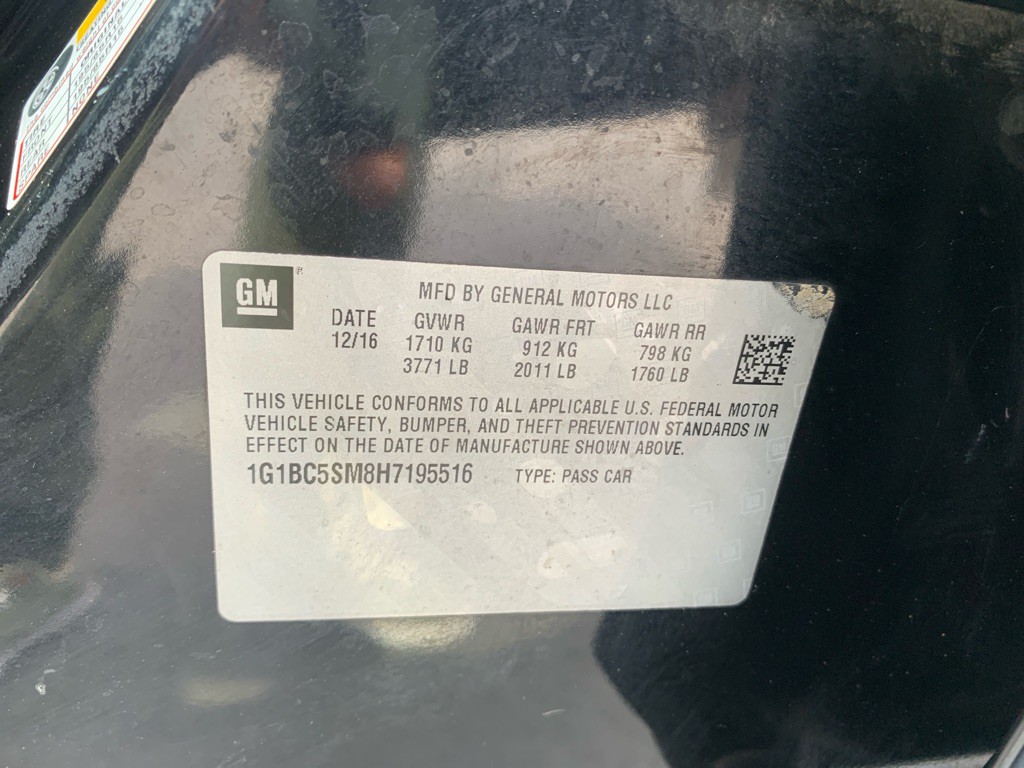 GM
MFD BY GENERAL MOTORS LLC
DATE GVWR GAWR FRT GAWR RR
12/16 1710 KG 912 KG 798 KG
3771 LB 2011 LB 1760 LB
THIS VEHICLE CONFORMS TO ALL APPLICABLE U.S. FEDERAL MOTOR
VEHICLE SAFETY, BUMPER, AND THEFT PREVENTION STANDARDS IN
EFFECT ON THE DATE OF MANUFACTURE SHOWN ABOVE.
1G1BC5SM8H7195516 TYPE: PASS CAR